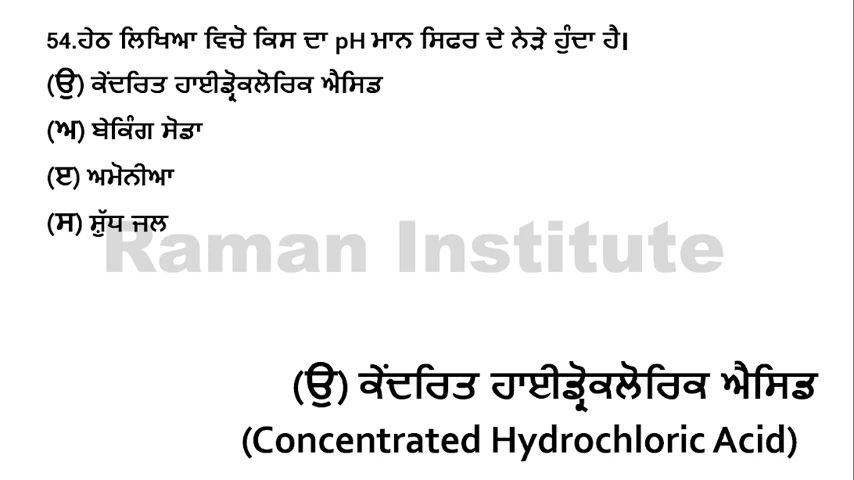 54.ਹੇਠ ਲਿਖਿਆ ਵਿਚੋ ਕਿਸ ਦਾ pH ਮਾਨ ਸਿਫਰ ਦੇ ਨੇੜੇ ਹੁੰਦਾ ਹੈ।
(ੳ) ਕੇਂਦਰਿਤ ਹਾਈਡ੍ਰੋਕਲੋਰਿਕ ਐਸਿਡ
(ਅ) ਬੇਕਿੰਗ ਸੋਡਾ
(ੲ) ਅਮੋਨੀਆ
(ਸ) ਸ਼ੁੱਧ ਜਲ
Raman Institute
(ੳ) ਕੇਂਦਰਿਤ ਹਾਈਡ੍ਰੋਕਲੋਰਿਕ ਐਸਿਡ
(Concentrated Hydrochloric Acid)